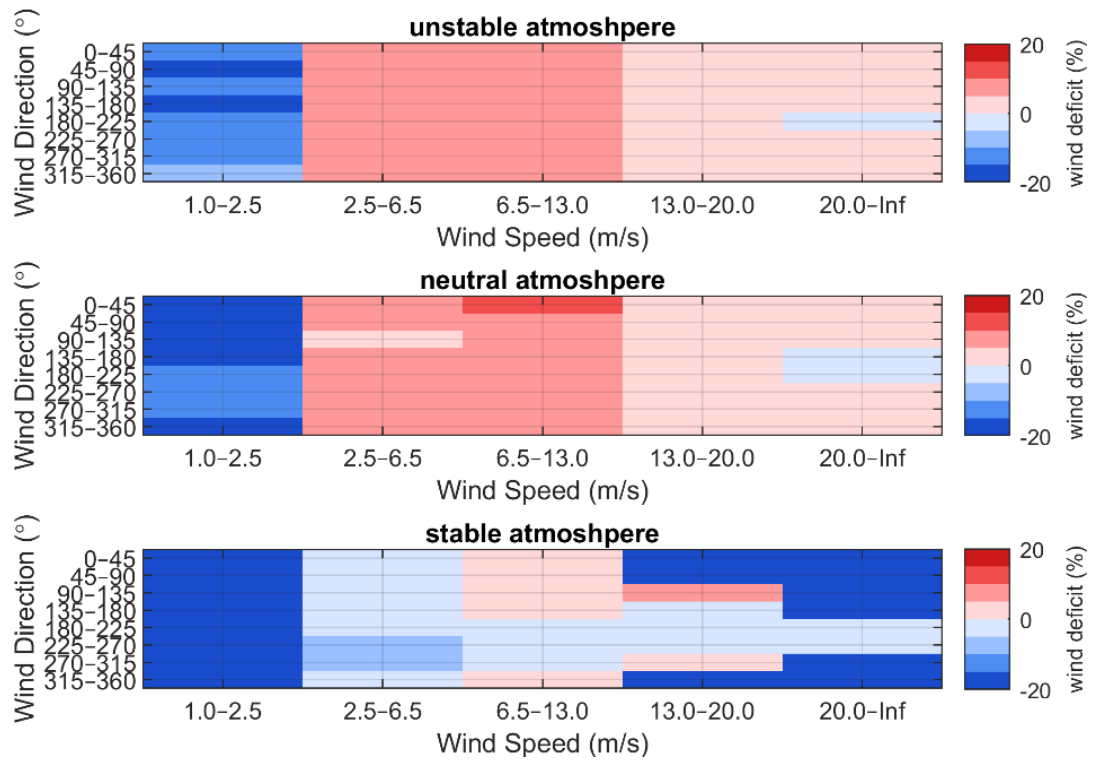 unstable atmoshpere
Wind Direction (°)
0−45
45−90
90−135
135−180
180−225
225−270
270−315
315−360
1.0−2.5 2.5−6.5 6.5−13.0 13.0−20.0 20.0−Inf
Wind Speed (m/s)
20
0
-20
wind deficit (%)
neutral atmoshpere
Wind Direction (°)
0−45
45−90
90−135
135−180
180−225
225−270
270−315
315−360
1.0−2.5 2.5−6.5 6.5−13.0 13.0−20.0 20.0−Inf
Wind Speed (m/s)
20
0
-20
wind deficit (%)
stable atmoshpere
Wind Direction (°)
0−45
45−90
90−135
135−180
180−225
225−270
270−315
315−360
1.0−2.5 2.5−6.5 6.5−13.0 13.0−20.0 20.0−Inf
Wind Speed (m/s)
20
0
-20
wind deficit (%)